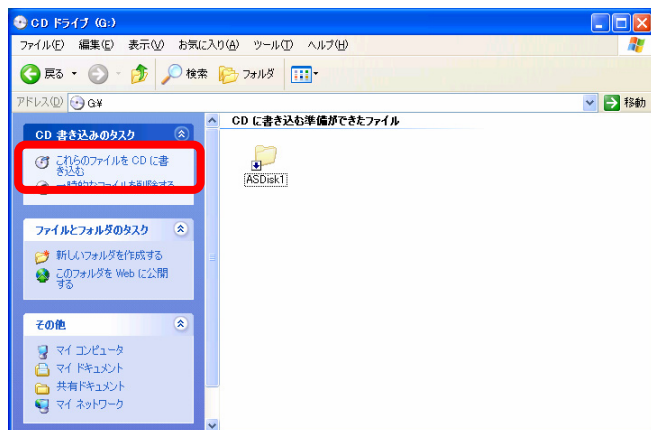 CD ドライブ (G:)
ファイル(F) 編集(E) 表示(V) お気に入り(A) ツール(T) ヘルプ(H)
戻る 検索 フォルダ
アドレス(D) G:¥ 移動
CD 書き込みのタスク
これらのファイルを CD に書
き込む
一時的なファイルを削除する
ファイルとフォルダのタスク
新しいフォルダを作成する
このフォルダを Web に公開
する
その他
マイ コンピュータ
マイ ドキュメント
共有ドキュメント
マイ ネットワーク
CD に書き込む準備ができたファイル
ASDisk1